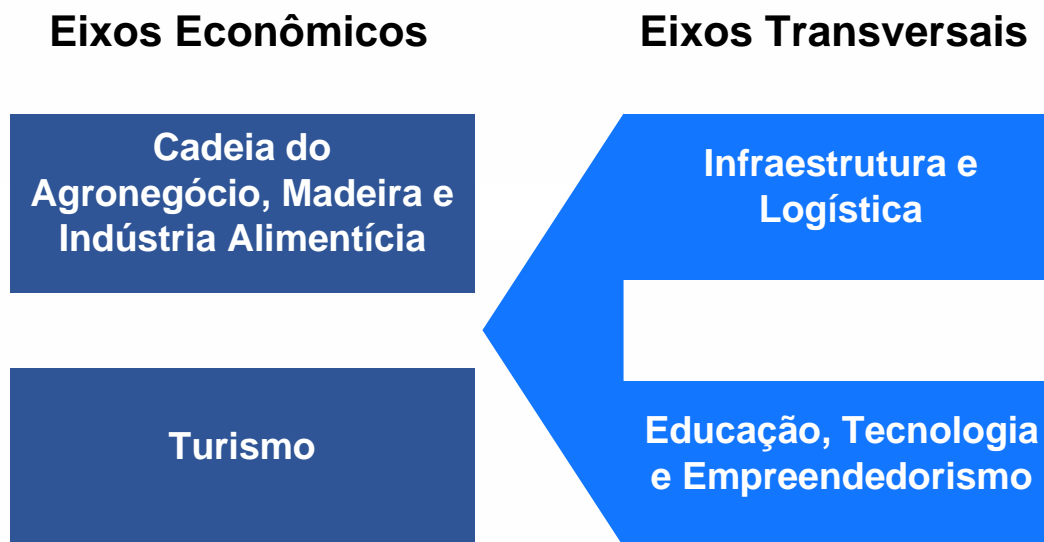 Eixos Econômicos
Eixos Transversais
Cadeia do
Agronegócio, Madeira e
Indústria Alimentícia
Infraestrutura e
Logística
Turismo
Educação, Tecnologia
e Empreendedorismo